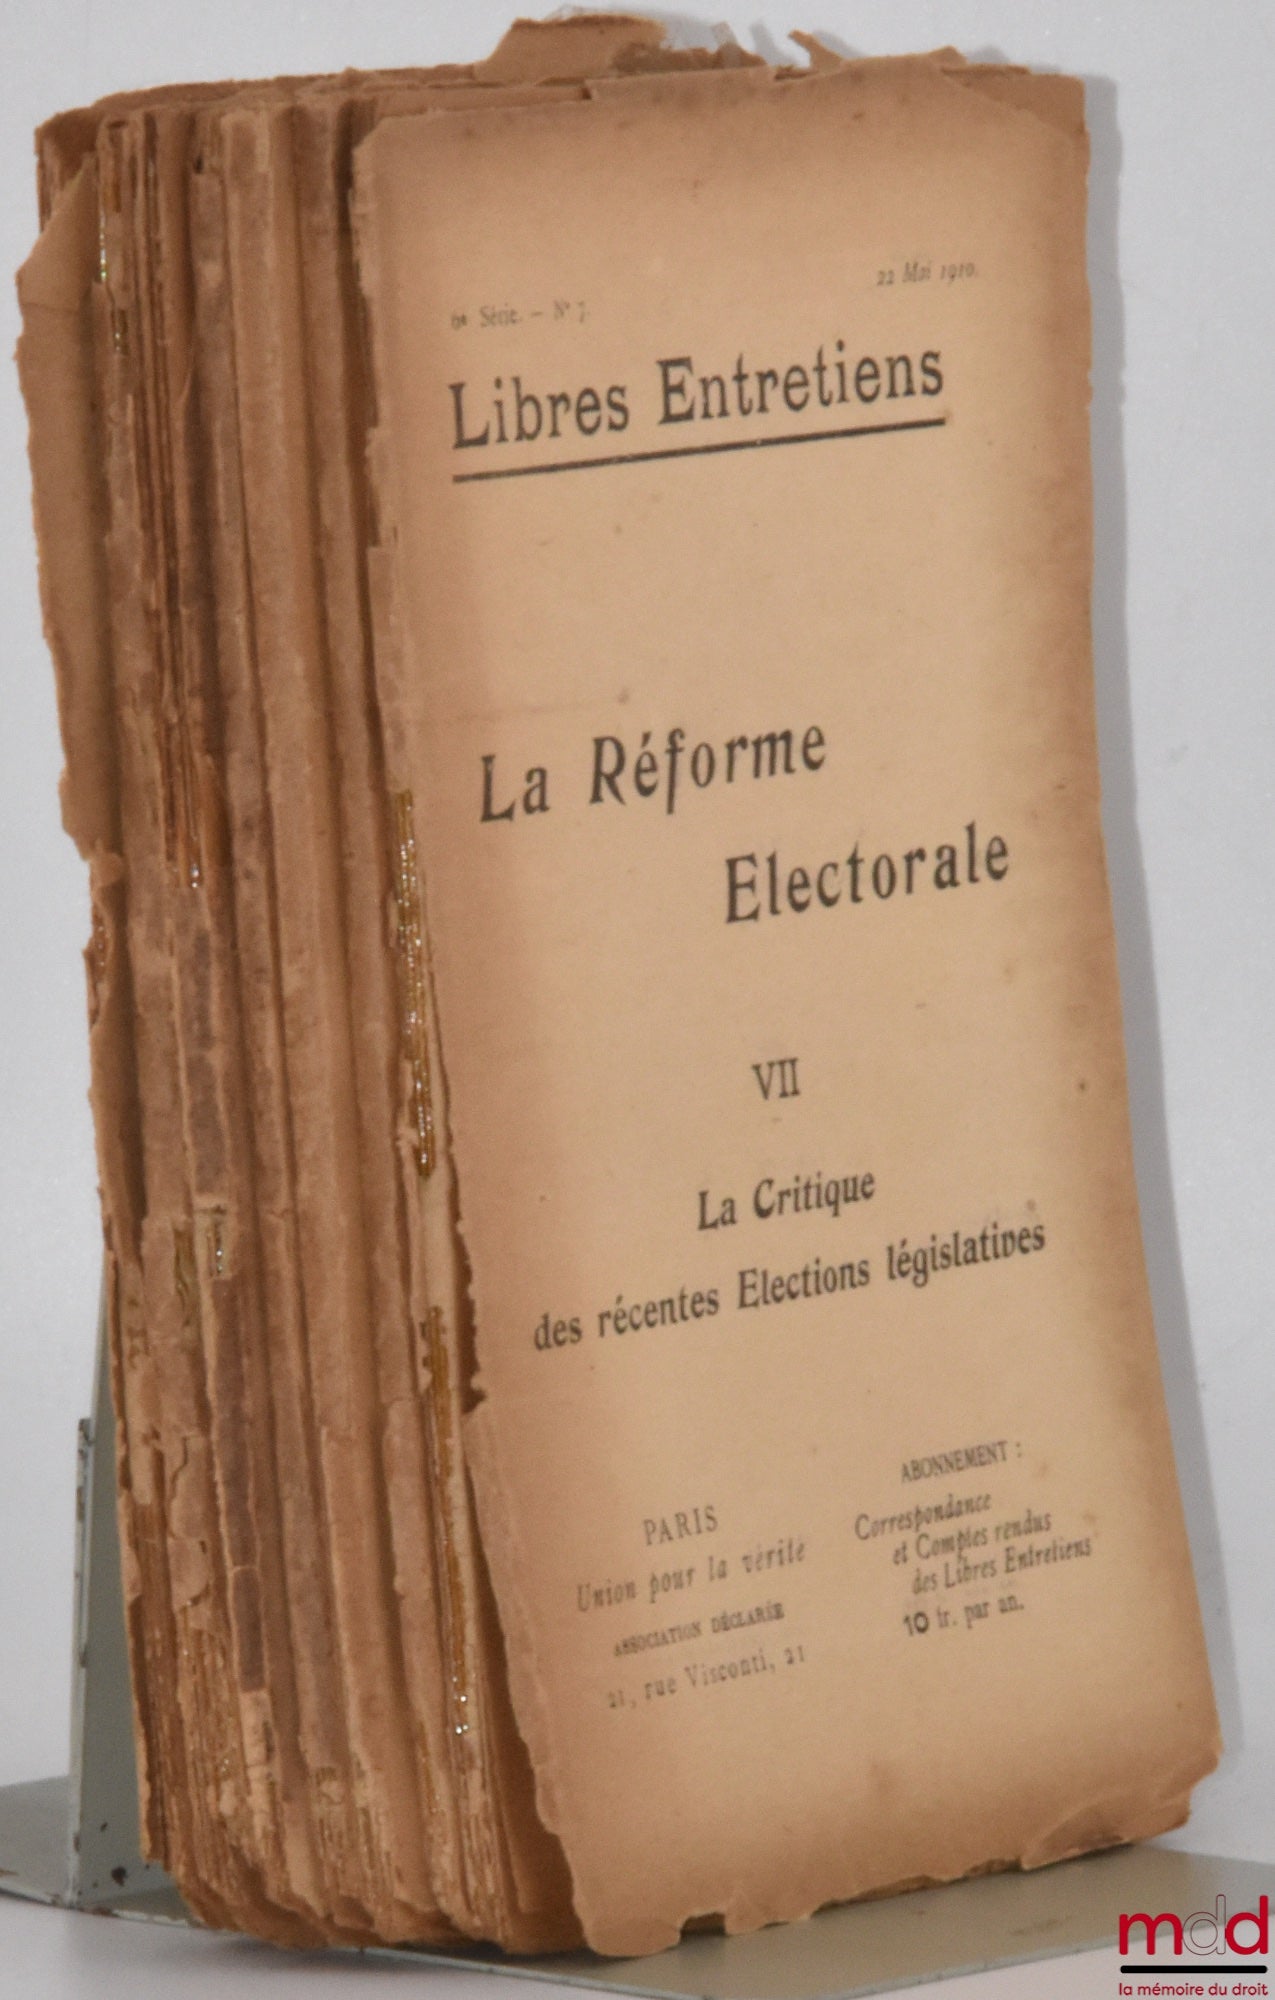 6e Série. — N° 7.
22 Mai 1910.
Libres Entretiens
La Réforme
Electorale
VII
La Critique
des récentes Elections législatives
PARIS
Union pour la vérité
ASSOCIATION DÉCLARÉE
21, rue Visconti, 21
ABONNEMENT :
Correspondance
et Comptes rendus
des Libres Entretiens
10 fr. par an.
mdd
la mémoire du droit